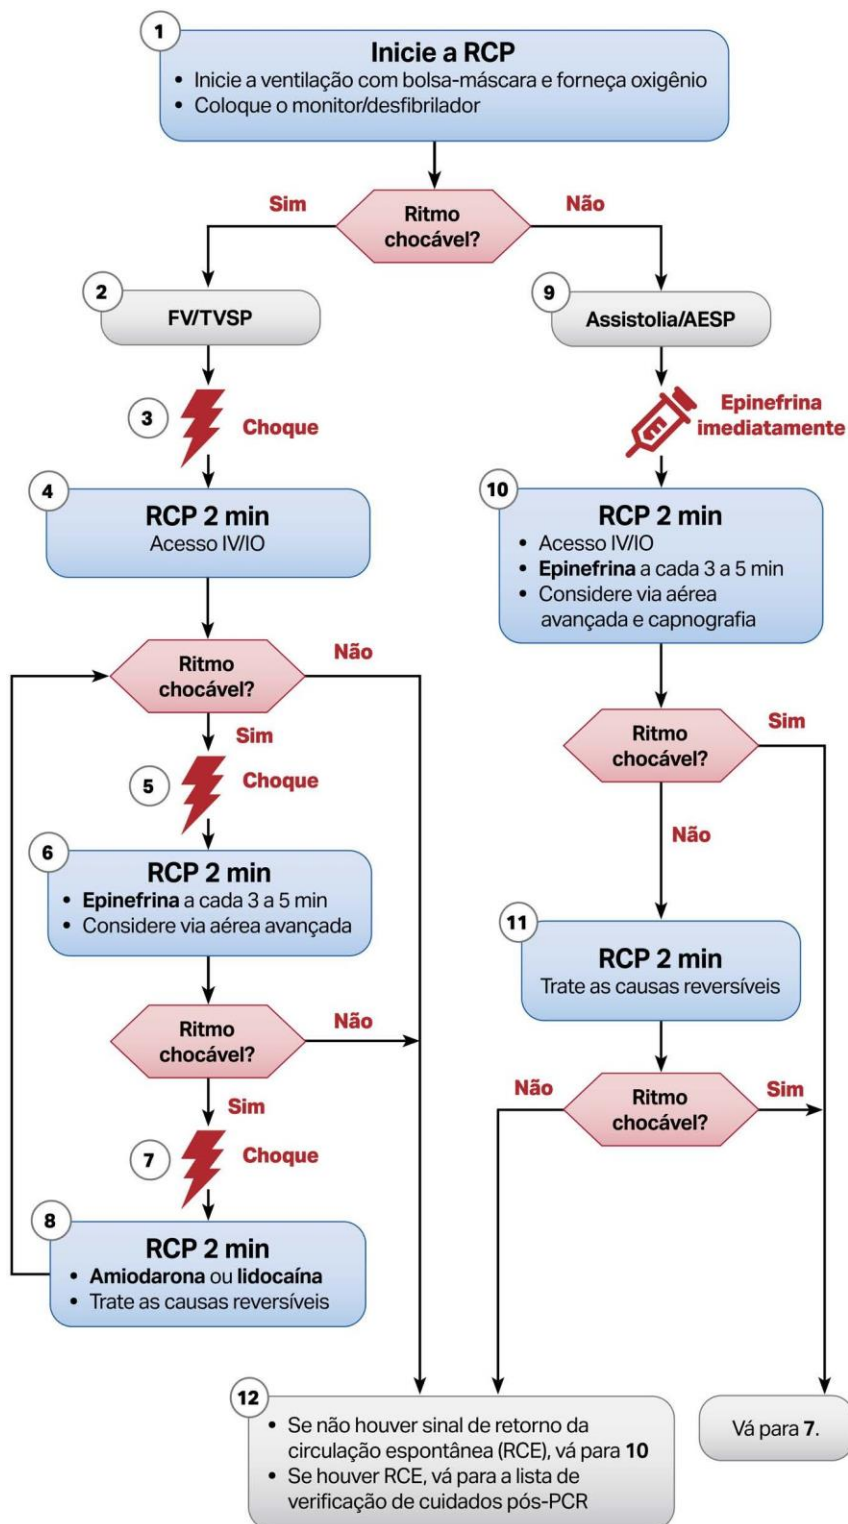 1
Inicie a RCP
• Inicie a ventilação com bolsa-máscara e forneça oxigênio
• Coloque o monitor/desfibrilador
Sim
Ritmo
chocável?
Não
2
FV/TVSP
3
Choque
4
RCP 2 min
Acesso IV/IO
Ritmo
chocável?
Não
Sim
5
Choque
6
RCP 2 min
• Epinefrina a cada 3 a 5 min
• Considere via aérea avançada
Ritmo
chocável?
Não
Sim
7
Choque
8
RCP 2 min
• Amiodarona ou lidocaína
• Trate as causas reversíveis
9
Assistolia/AESP
Epinefrina
imediatamente
10
RCP 2 min
• Acesso IV/IO
• Epinefrina a cada 3 a 5 min
• Considere via aérea
avançada e capnografia
Ritmo
chocável?
Sim
Não
11
RCP 2 min
Trate as causas reversíveis
Não
Ritmo
chocável?
Sim
12
• Se não houver sinal de retorno da
circulação espontânea (RCE), vá para 10
• Se houver RCE, vá para a lista de
verificação de cuidados pós-PCR
Vá para 7.